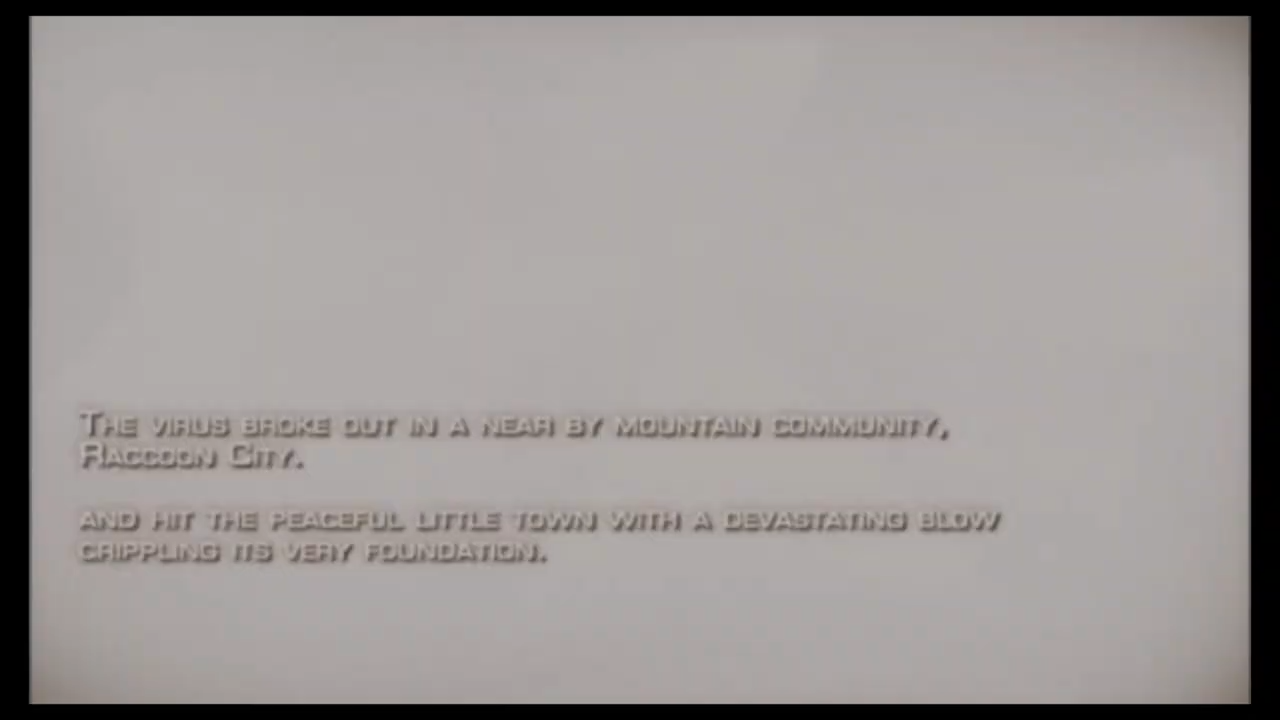 The virus broke out in a near by mountain community,
Raccoon City.
and hit the peaceful little town with a devastating blow
crippling its very foundation.